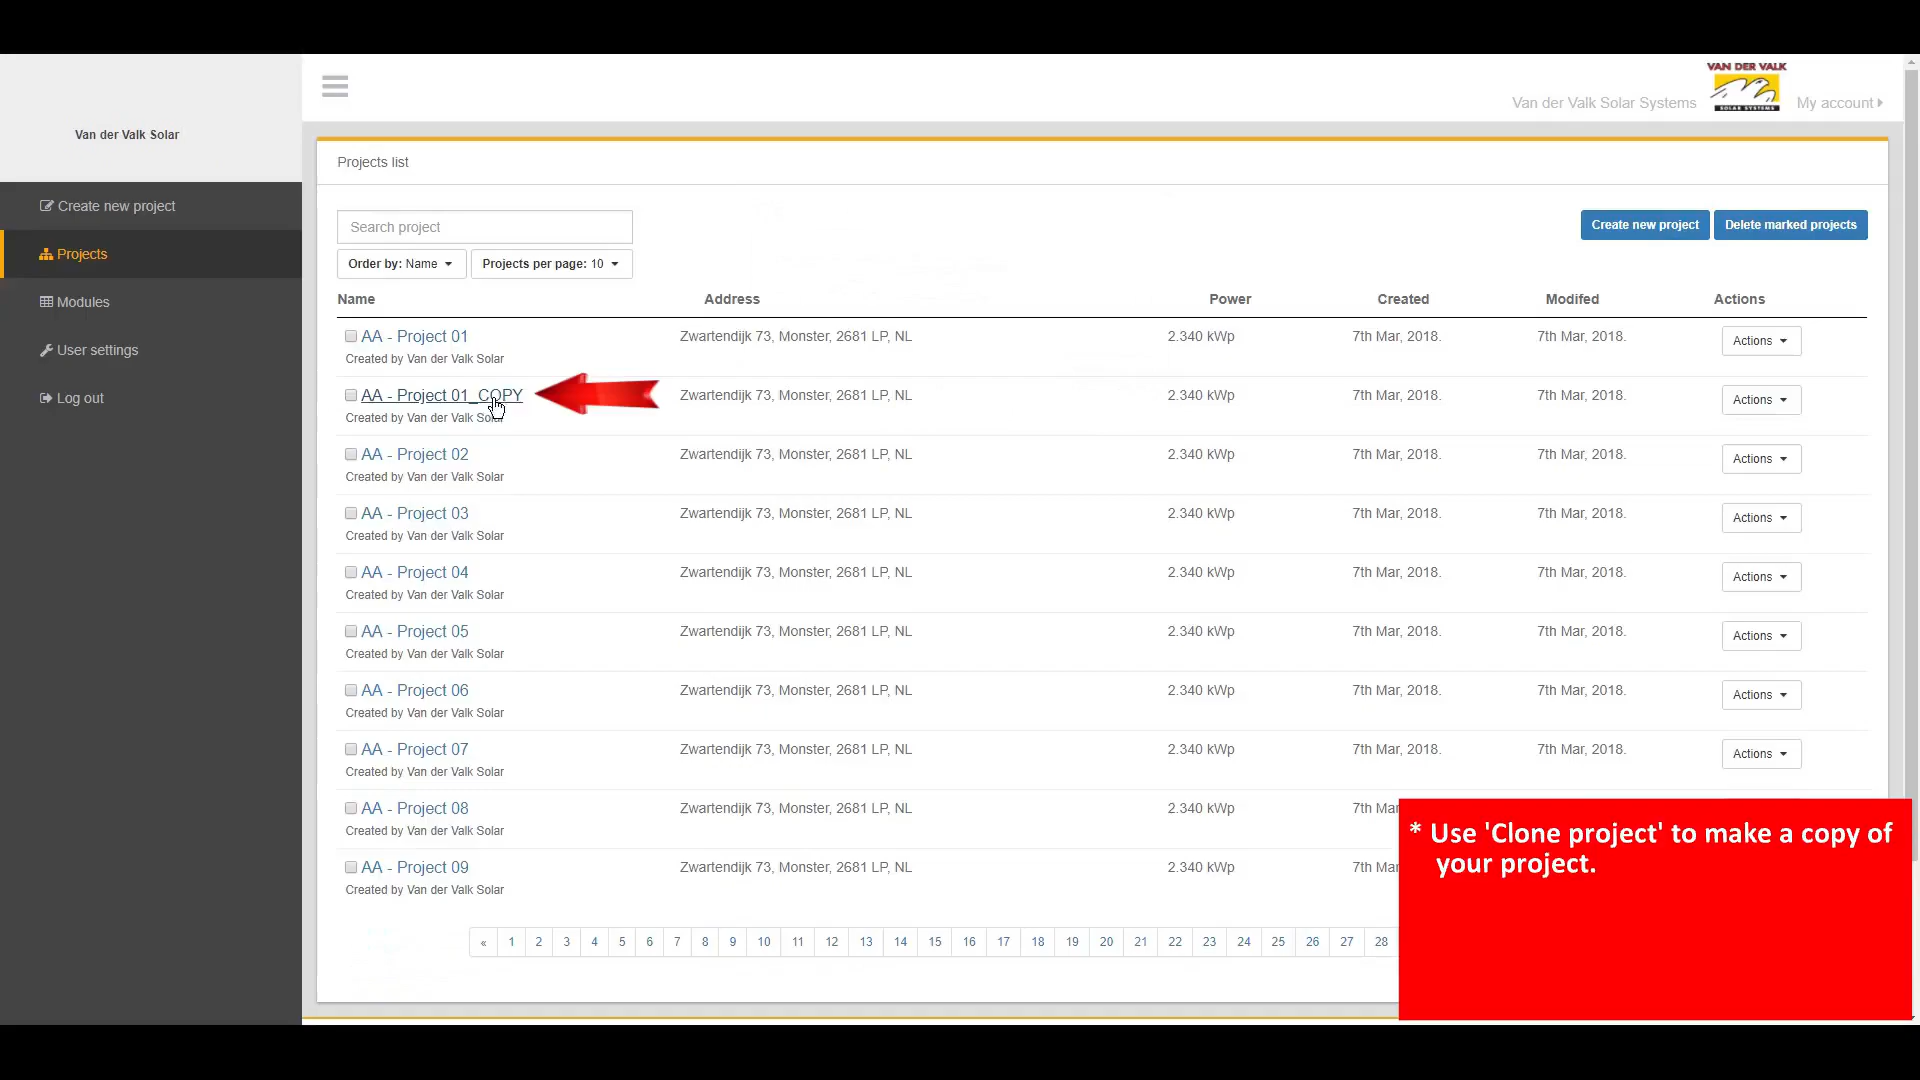 VAN DER VALK
SOLAR SYSTEMS
Van der Valk Solar Systems
My account
Van der Valk Solar
Create new project
Projects
Modules
User settings
Log out
Projects list
Search project
Create new project
Delete marked projects
Order by: Name
Projects per page: 10
Name Address Power Created Modifed Actions
AA - Project 01 Zwartendijk 73, Monster, 2681 LP, NL 2.340 kWp 7th Mar, 2018. 7th Mar, 2018. Actions
Created by Van der Valk Solar
AA - Project 01_COPY Zwartendijk 73, Monster, 2681 LP, NL 2.340 kWp 7th Mar, 2018. 7th Mar, 2018. Actions
Created by Van der Valk Solar
AA - Project 02 Zwartendijk 73, Monster, 2681 LP, NL 2.340 kWp 7th Mar, 2018. 7th Mar, 2018. Actions
Created by Van der Valk Solar
AA - Project 03 Zwartendijk 73, Monster, 2681 LP, NL 2.340 kWp 7th Mar, 2018. 7th Mar, 2018. Actions
Created by Van der Valk Solar
AA - Project 04 Zwartendijk 73, Monster, 2681 LP, NL 2.340 kWp 7th Mar, 2018. 7th Mar, 2018. Actions
Created by Van der Valk Solar
AA - Project 05 Zwartendijk 73, Monster, 2681 LP, NL 2.340 kWp 7th Mar, 2018. 7th Mar, 2018. Actions
Created by Van der Valk Solar
AA - Project 06 Zwartendijk 73, Monster, 2681 LP, NL 2.340 kWp 7th Mar, 2018. 7th Mar, 2018. Actions
Created by Van der Valk Solar
AA - Project 07 Zwartendijk 73, Monster, 2681 LP, NL 2.340 kWp 7th Mar, 2018. 7th Mar, 2018. Actions
Created by Van der Valk Solar
AA - Project 08 Zwartendijk 73, Monster, 2681 LP, NL 2.340 kWp 7th Mar
Created by Van der Valk Solar
AA - Project 09 Zwartendijk 73, Monster, 2681 LP, NL 2.340 kWp 7th Mar
Created by Van der Valk Solar
« 1 2 3 4 5 6 7 8 9 10 11 12 13 14 15 16 17 18 19 20 21 22 23 24 25 26 27 28
* Use 'Clone project' to make a copy of
your project.